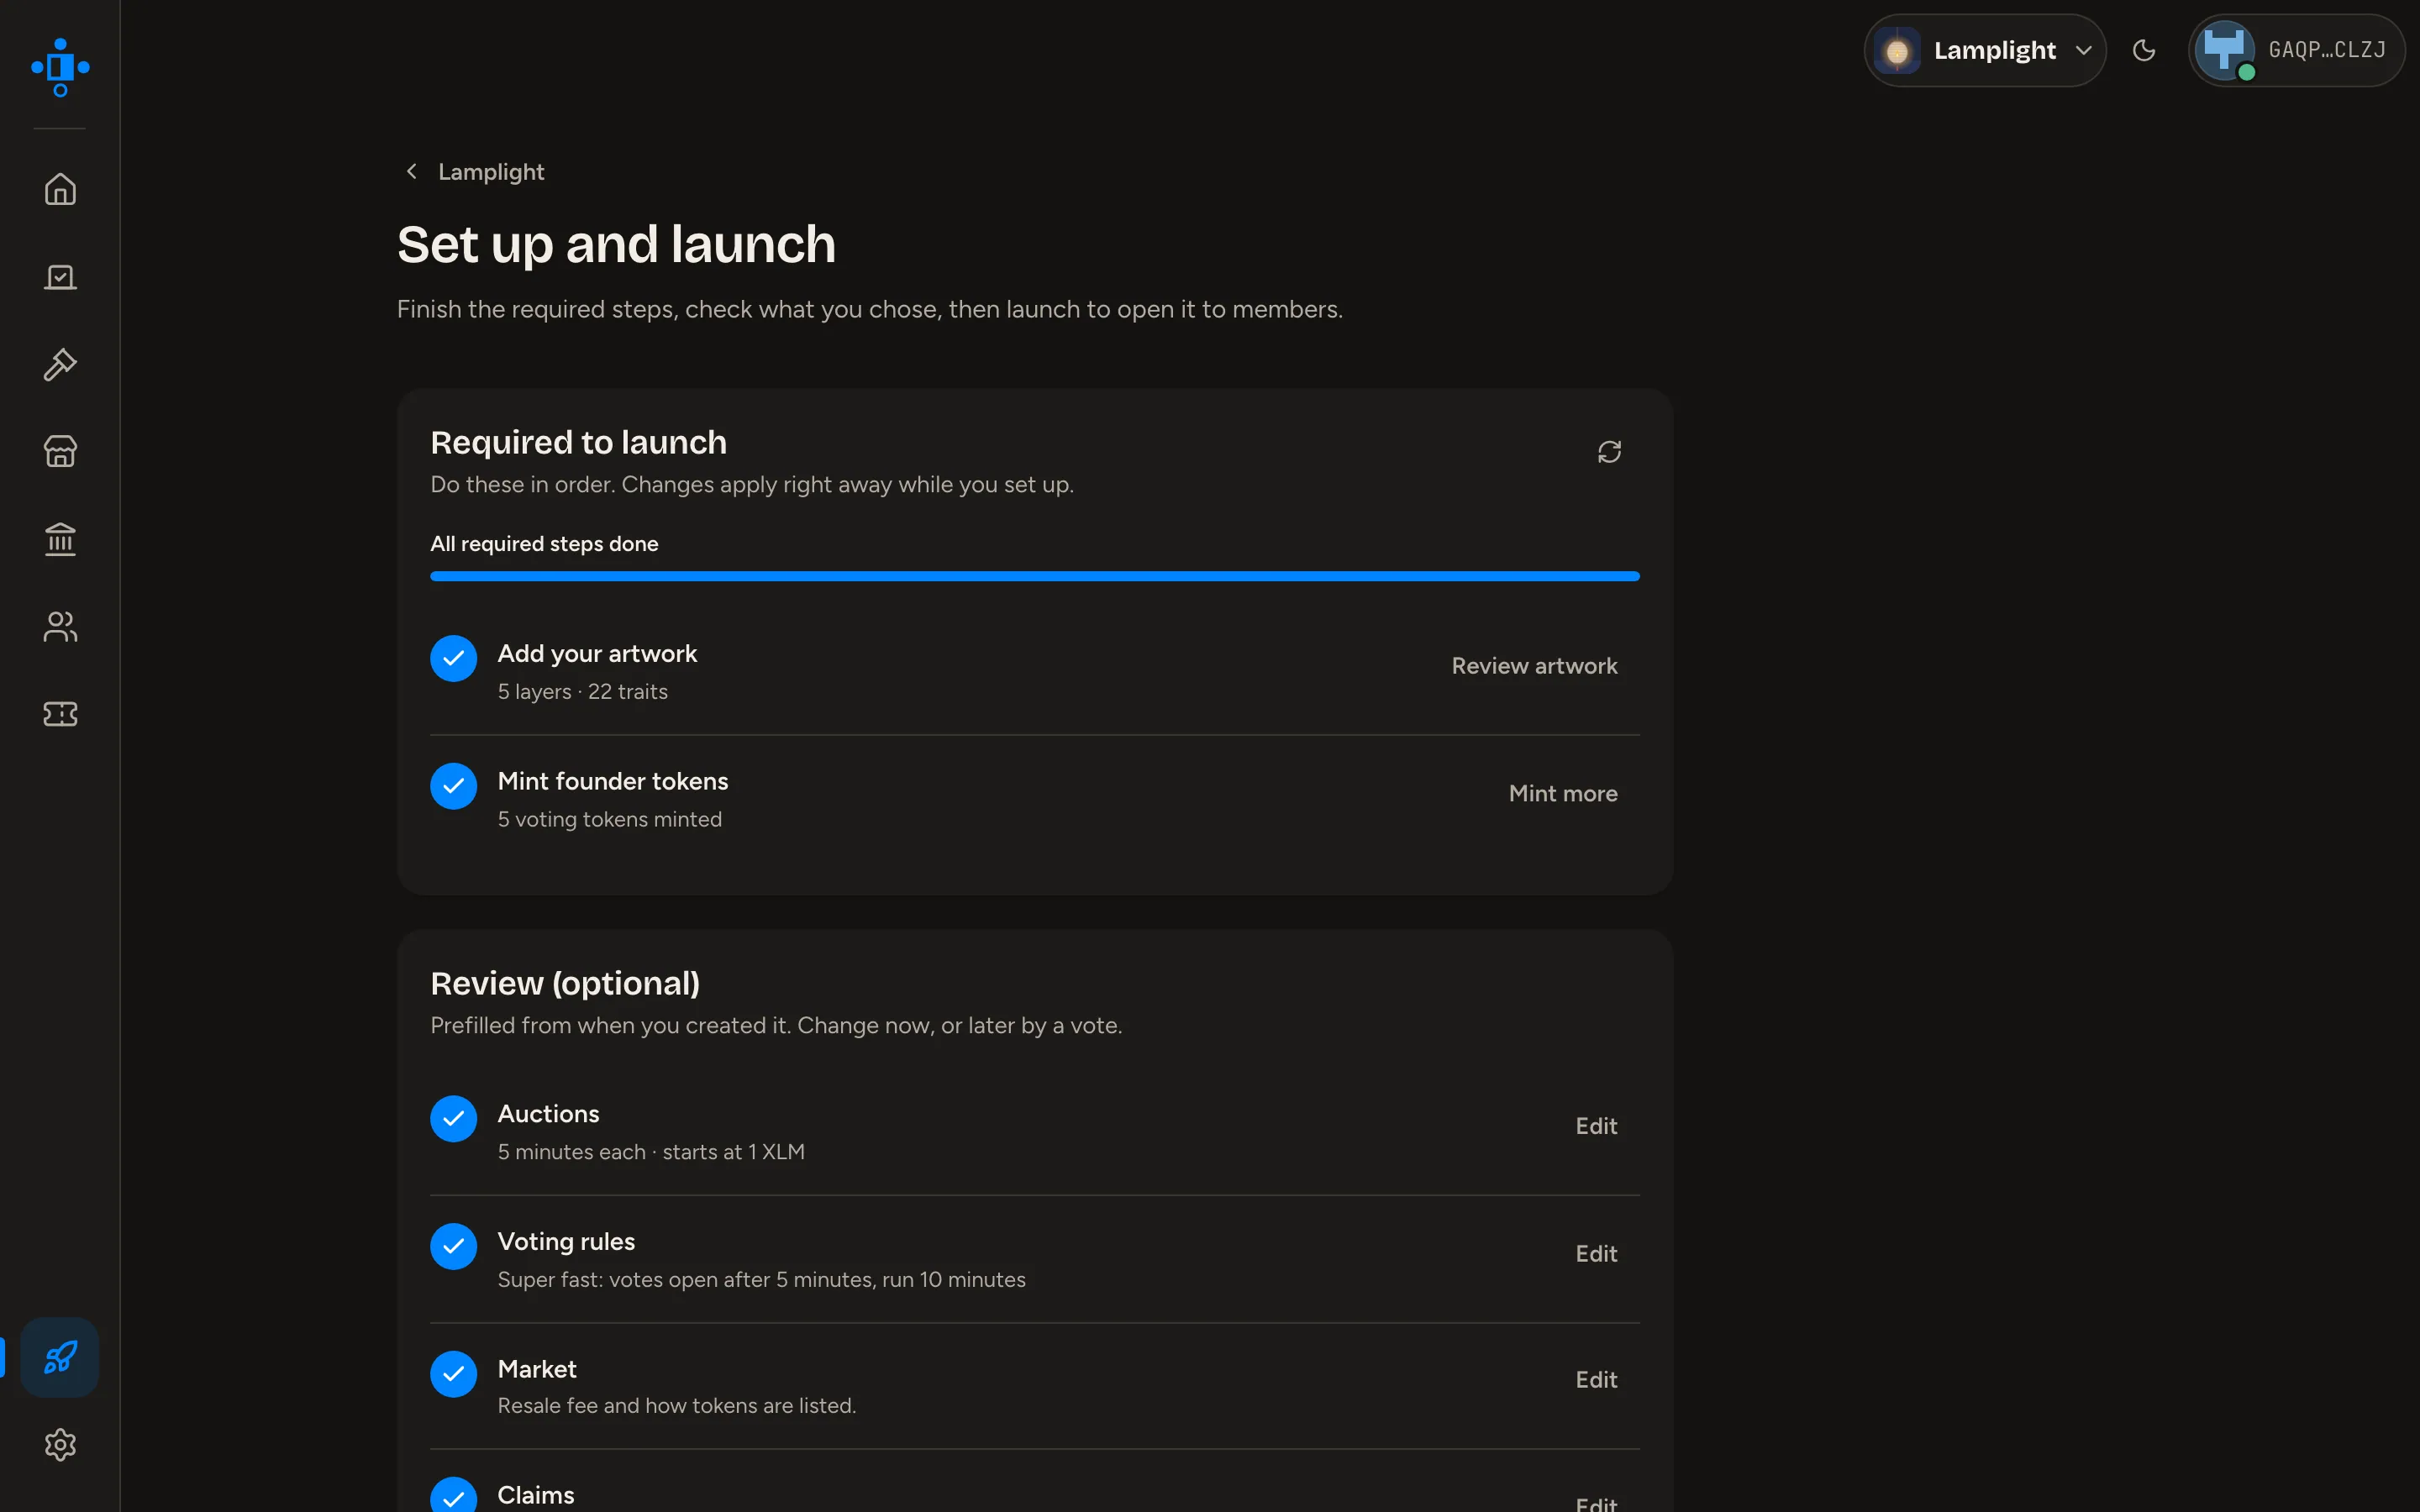 Lamplight
GAQP…CLZJ
Lamplight
Set up and launch
Finish the required steps, check what you chose, then launch to open it to members.
Required to launch
Do these in order. Changes apply right away while you set up.
All required steps done
Add your artwork
5 layers · 22 traits
Review artwork
Mint founder tokens
5 voting tokens minted
Mint more
Review (optional)
Prefilled from when you created it. Change now, or later by a vote.
Auctions
5 minutes each · starts at 1 XLM
Edit
Voting rules
Super fast: votes open after 5 minutes, run 10 minutes
Edit
Market
Resale fee and how tokens are listed.
Edit
Claims
Edit